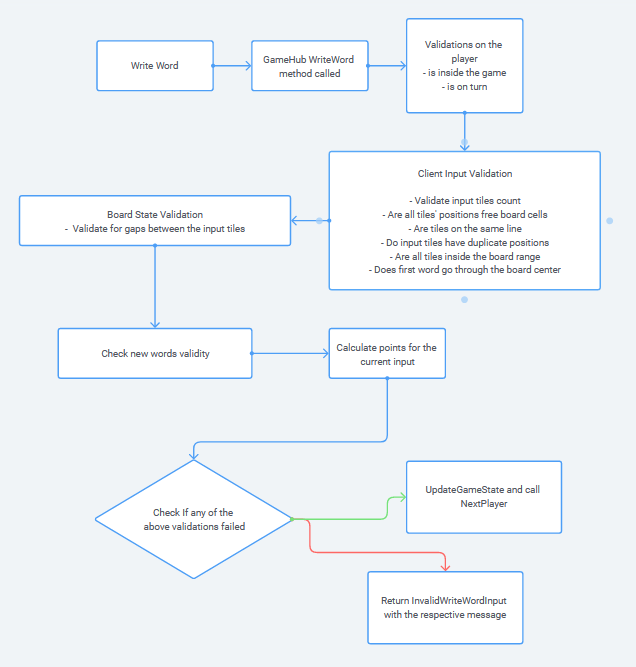 Write Word
GameHub WriteWord
method called
Validations on the
player
- is inside the game
- is on turn
Client Input Validation
- Validate input tiles count
- Are all tiles' positions free board cells
- Are tiles on the same line
- Do input tiles have duplicate positions
- Are all tiles inside the board range
- Does first word go through the board center
Board State Validation
- Validate for gaps between the input tiles
Check new words validity
Calculate points for the
current input
Check If any of the
above validations failed
UpdateGameState and call
NextPlayer
Return InvalidWriteWordInput
with the respective message